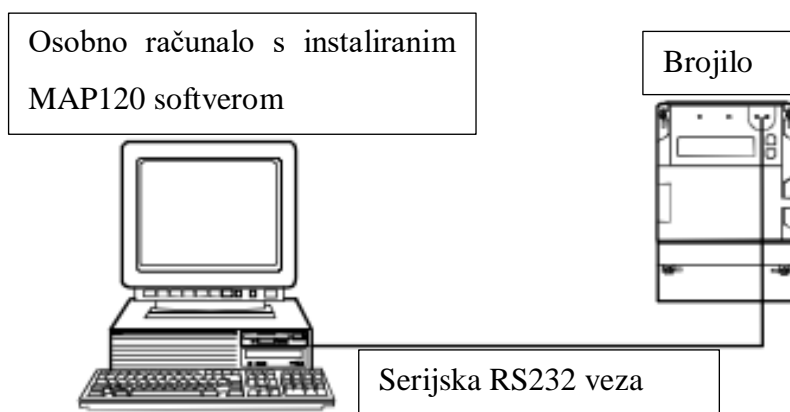 Osobno računalo s instaliranim
MAP120 softverom
Brojilo
Serijska RS232 veza